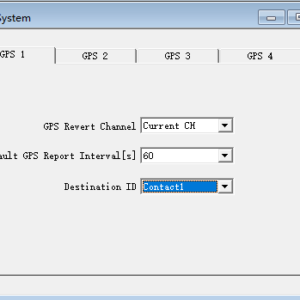 System
GPS 1 GPS 2 GPS 3 GPS 4
GPS Revert Channel Current CH
ault GPS Report Interval[s] 60
Destination ID Contact1